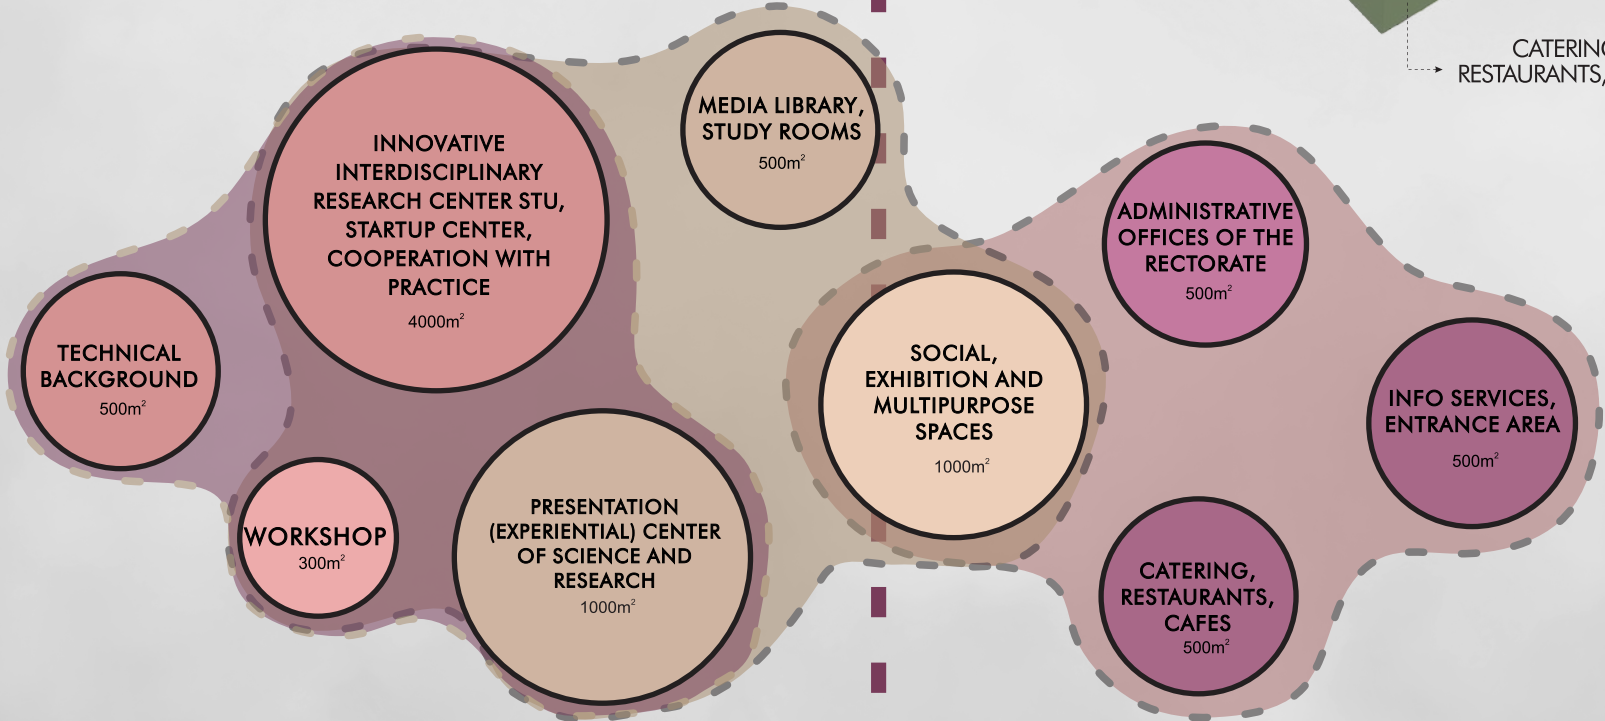 CATERING
RESTAURANTS,
MEDIA LIBRARY,
STUDY ROOMS
500m²
INNOVATIVE
INTERDISCIPLINARY
RESEARCH CENTER STU,
STARTUP CENTER,
COOPERATION WITH
PRACTICE
4000m²
ADMINISTRATIVE
OFFICES OF THE
RECTORATE
500m²
TECHNICAL
BACKGROUND
500m²
SOCIAL,
EXHIBITION AND
MULTIPURPOSE
SPACES
1000m²
INFO SERVICES,
ENTRANCE AREA
500m²
WORKSHOP
300m²
PRESENTATION
(EXPERIENTIAL) CENTER
OF SCIENCE AND
RESEARCH
1000m²
CATERING,
RESTAURANTS,
CAFES
500m²